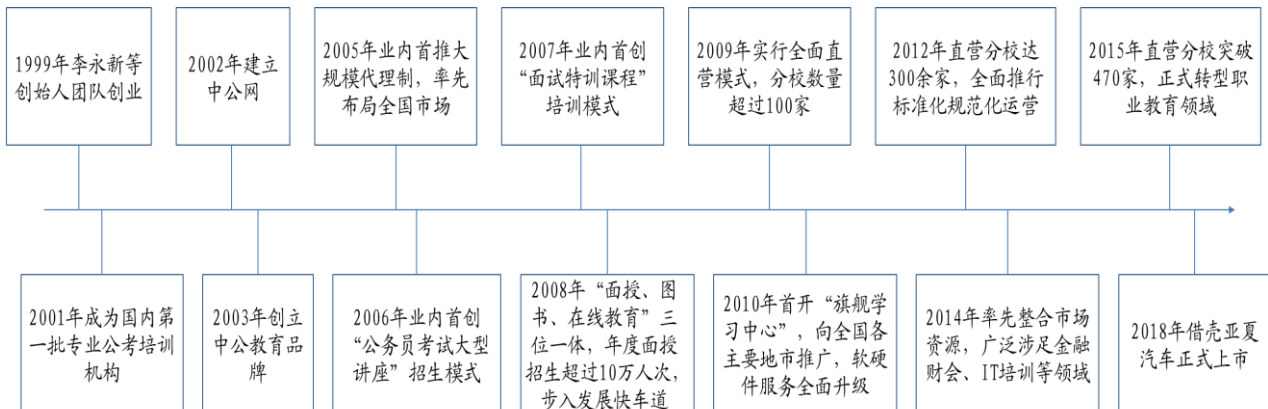 1999年李永新等
创始人团队创业
2002年建立
中公网
2005年业内首推大
规模代理制，率先
布局全国市场
2007年业内首创
“面试特训课程”
培训模式
2009年实行全面直
营模式，分校数量
超过100家
2012年直营分校达
300余家，全面推行
标准化规范化运营
2015年直营分校突破
470家，正式转型职
业教育领域
2001年成为国内第
一批专业公考培训
机构
2003年创立
中公教育品
牌
2006年业内首创
“公务员考试大型
讲座”招生模式
2008年“面授、图
书、在线教育”三
位一体，年度面授
招生超过10万人次，
步入发展快车道
2010年首开“旗舰学
习中心”，向全国各
主要地市推广，软硬
件服务全面升级
2014年率先整合市场
资源，广泛涉足金融
财会、IT培训等领域
2018年借壳亚夏
汽车正式上市